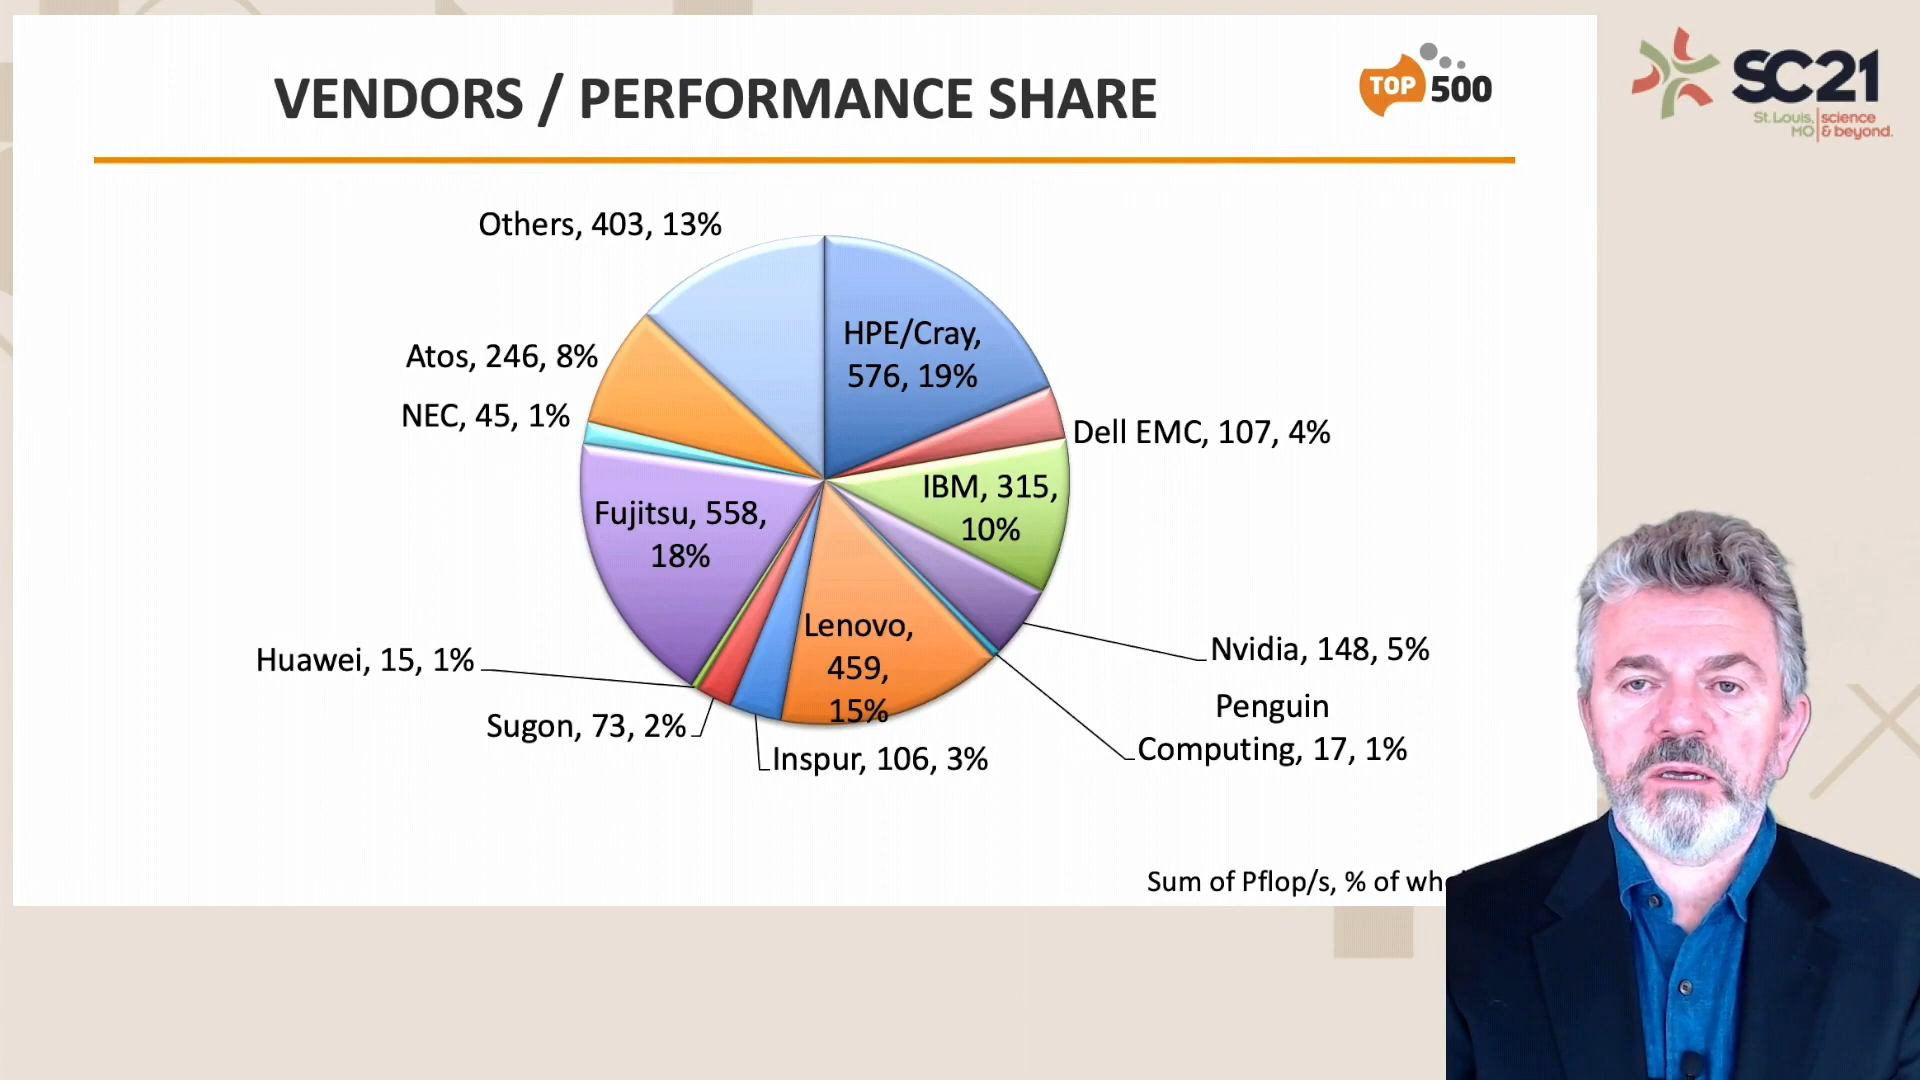 VENDORS / PERFORMANCE SHARE
TOP 500
SC21
St. Louis, science
MO & beyond.
Others, 403, 13%
HPE/Cray,
576, 19%
Atos, 246, 8%
NEC, 45, 1%
Dell EMC, 107, 4%
IBM, 315,
10%
Fujitsu, 558,
18%
Lenovo,
459,
15%
Huawei, 15, 1%
Nvidia, 148, 5%
Sugon, 73, 2%
Penguin
Computing, 17, 1%
Inspur, 106, 3%
Sum of Pflop/s, % of